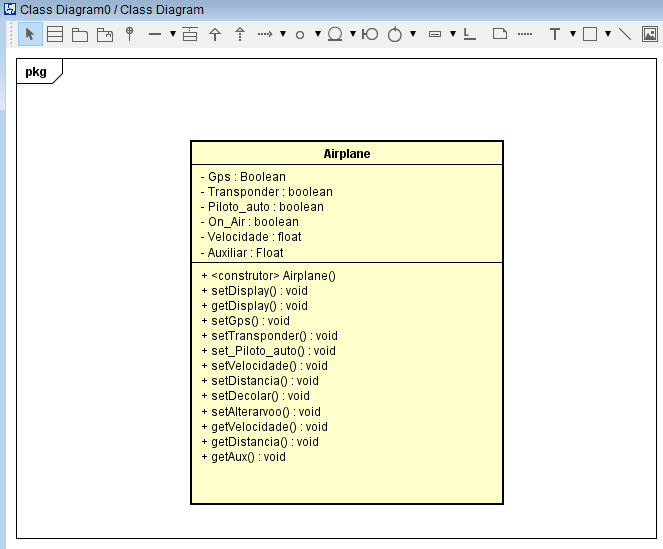 Class Diagram0 / Class Diagram
pkg
Airplane
- Gps : Boolean
- Transponder : boolean
- Piloto_auto : boolean
- On_Air : boolean
- Velocidade : float
- Auxiliar : Float
+ <construtor> Airplane()
+ setDisplay() : void
+ getDisplay() : void
+ setGps() : void
+ setTransponder() : void
+ set_Piloto_auto() : void
+ setVelocidade() : void
+ setDistancia() : void
+ setDecolar() : void
+ setAlterarvoo() : void
+ getVelocidade() : void
+ getDistancia() : void
+ getAux() : void